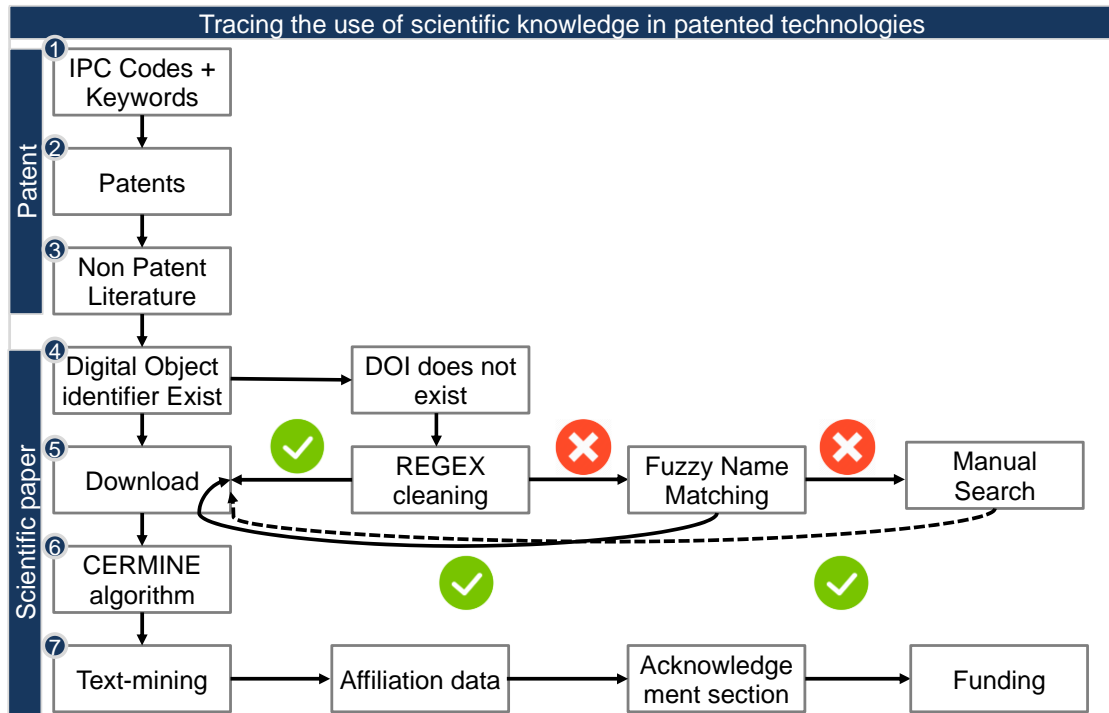 Tracing the use of scientific knowledge in patented technologies
Patent
1
IPC Codes +
Keywords
2
Patents
3
Non Patent
Literature
Scientific paper
4
Digital Object
identifier Exist
DOI does not
exist
5
Download
REGEX
cleaning
Fuzzy Name
Matching
Manual
Search
6
CERMINE
algorithm
7
Text-mining
Affiliation data
Acknowledge
ment section
Funding